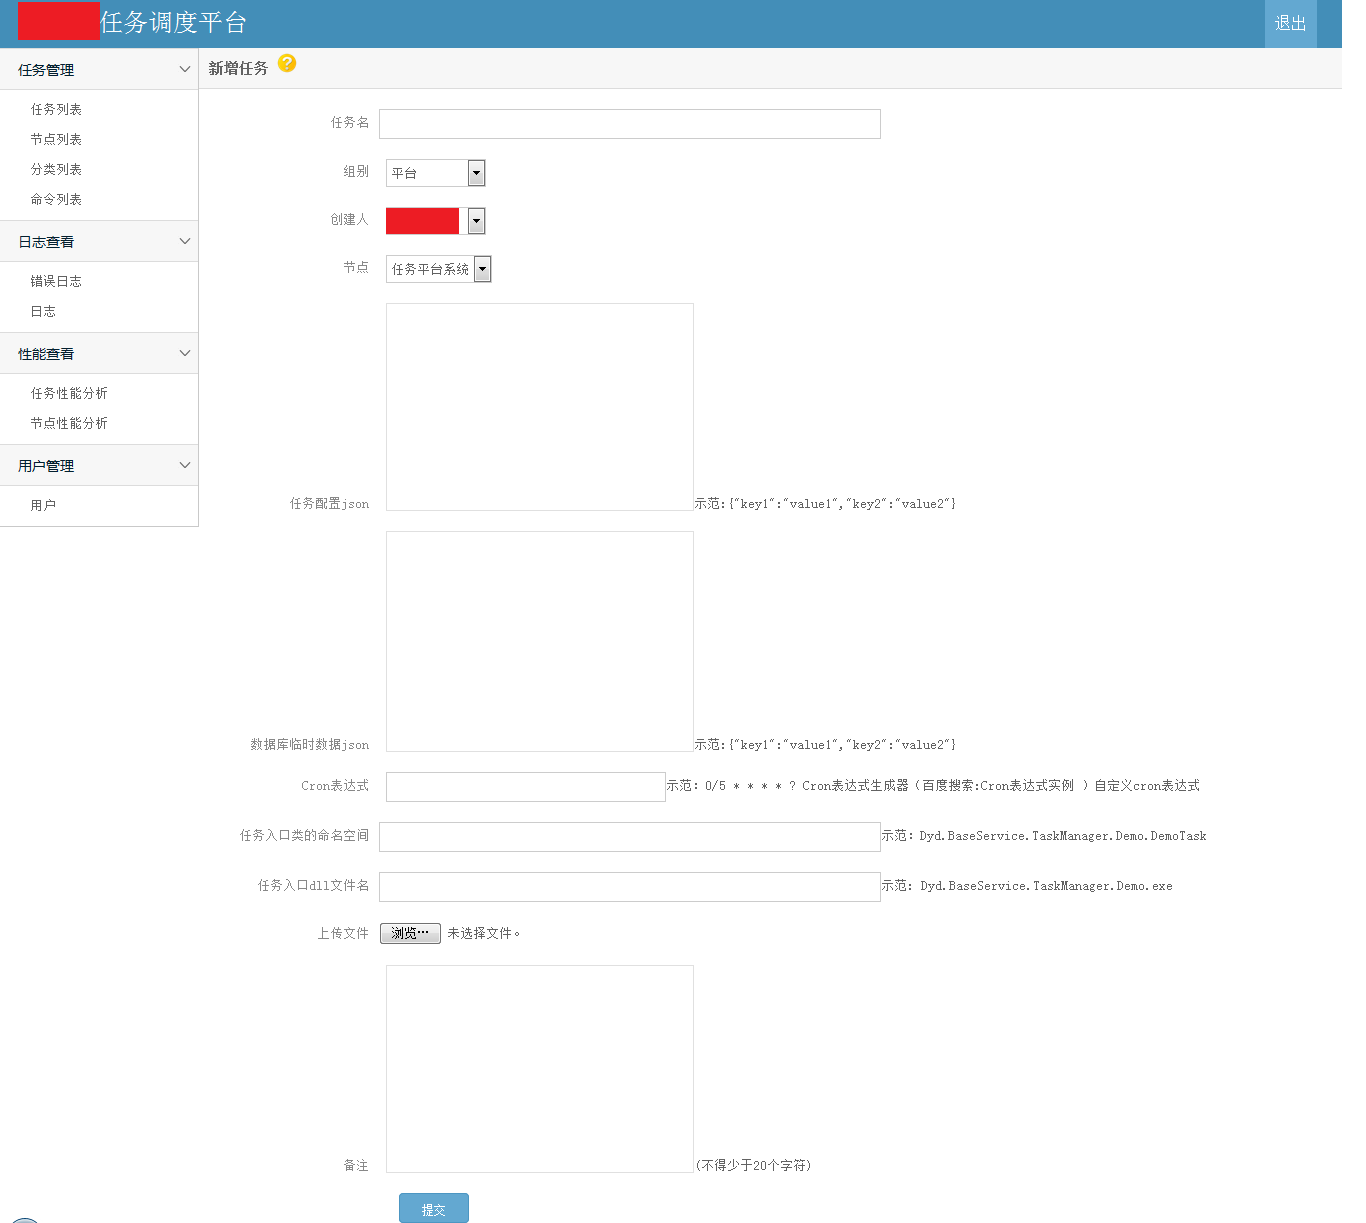 任务调度平台
退出
任务管理
任务列表
节点列表
分类列表
命令列表
日志查看
错误日志
日志
性能查看
任务性能分析
节点性能分析
用户管理
用户
新增任务 ?
任务名
组别 平台
创建人
节点 任务平台系统
任务配置json 示范:{"key1":"value1","key2":"value2"}
数据库临时数据json 示范:{"key1":"value1","key2":"value2"}
Cron表达式 示范: 0/5 * * * * ? Cron表达式生成器（百度搜索:Cron表达式实例 ）自定义cron表达式
任务入口类的命名空间 示范: Dyd.BaseService.TaskManager.Demo.DemoTask
任务入口dll文件名 示范: Dyd.BaseService.TaskManager.Demo.exe
上传文件 浏览… 未选择文件。
备注 (不得少于20个字符)
提交